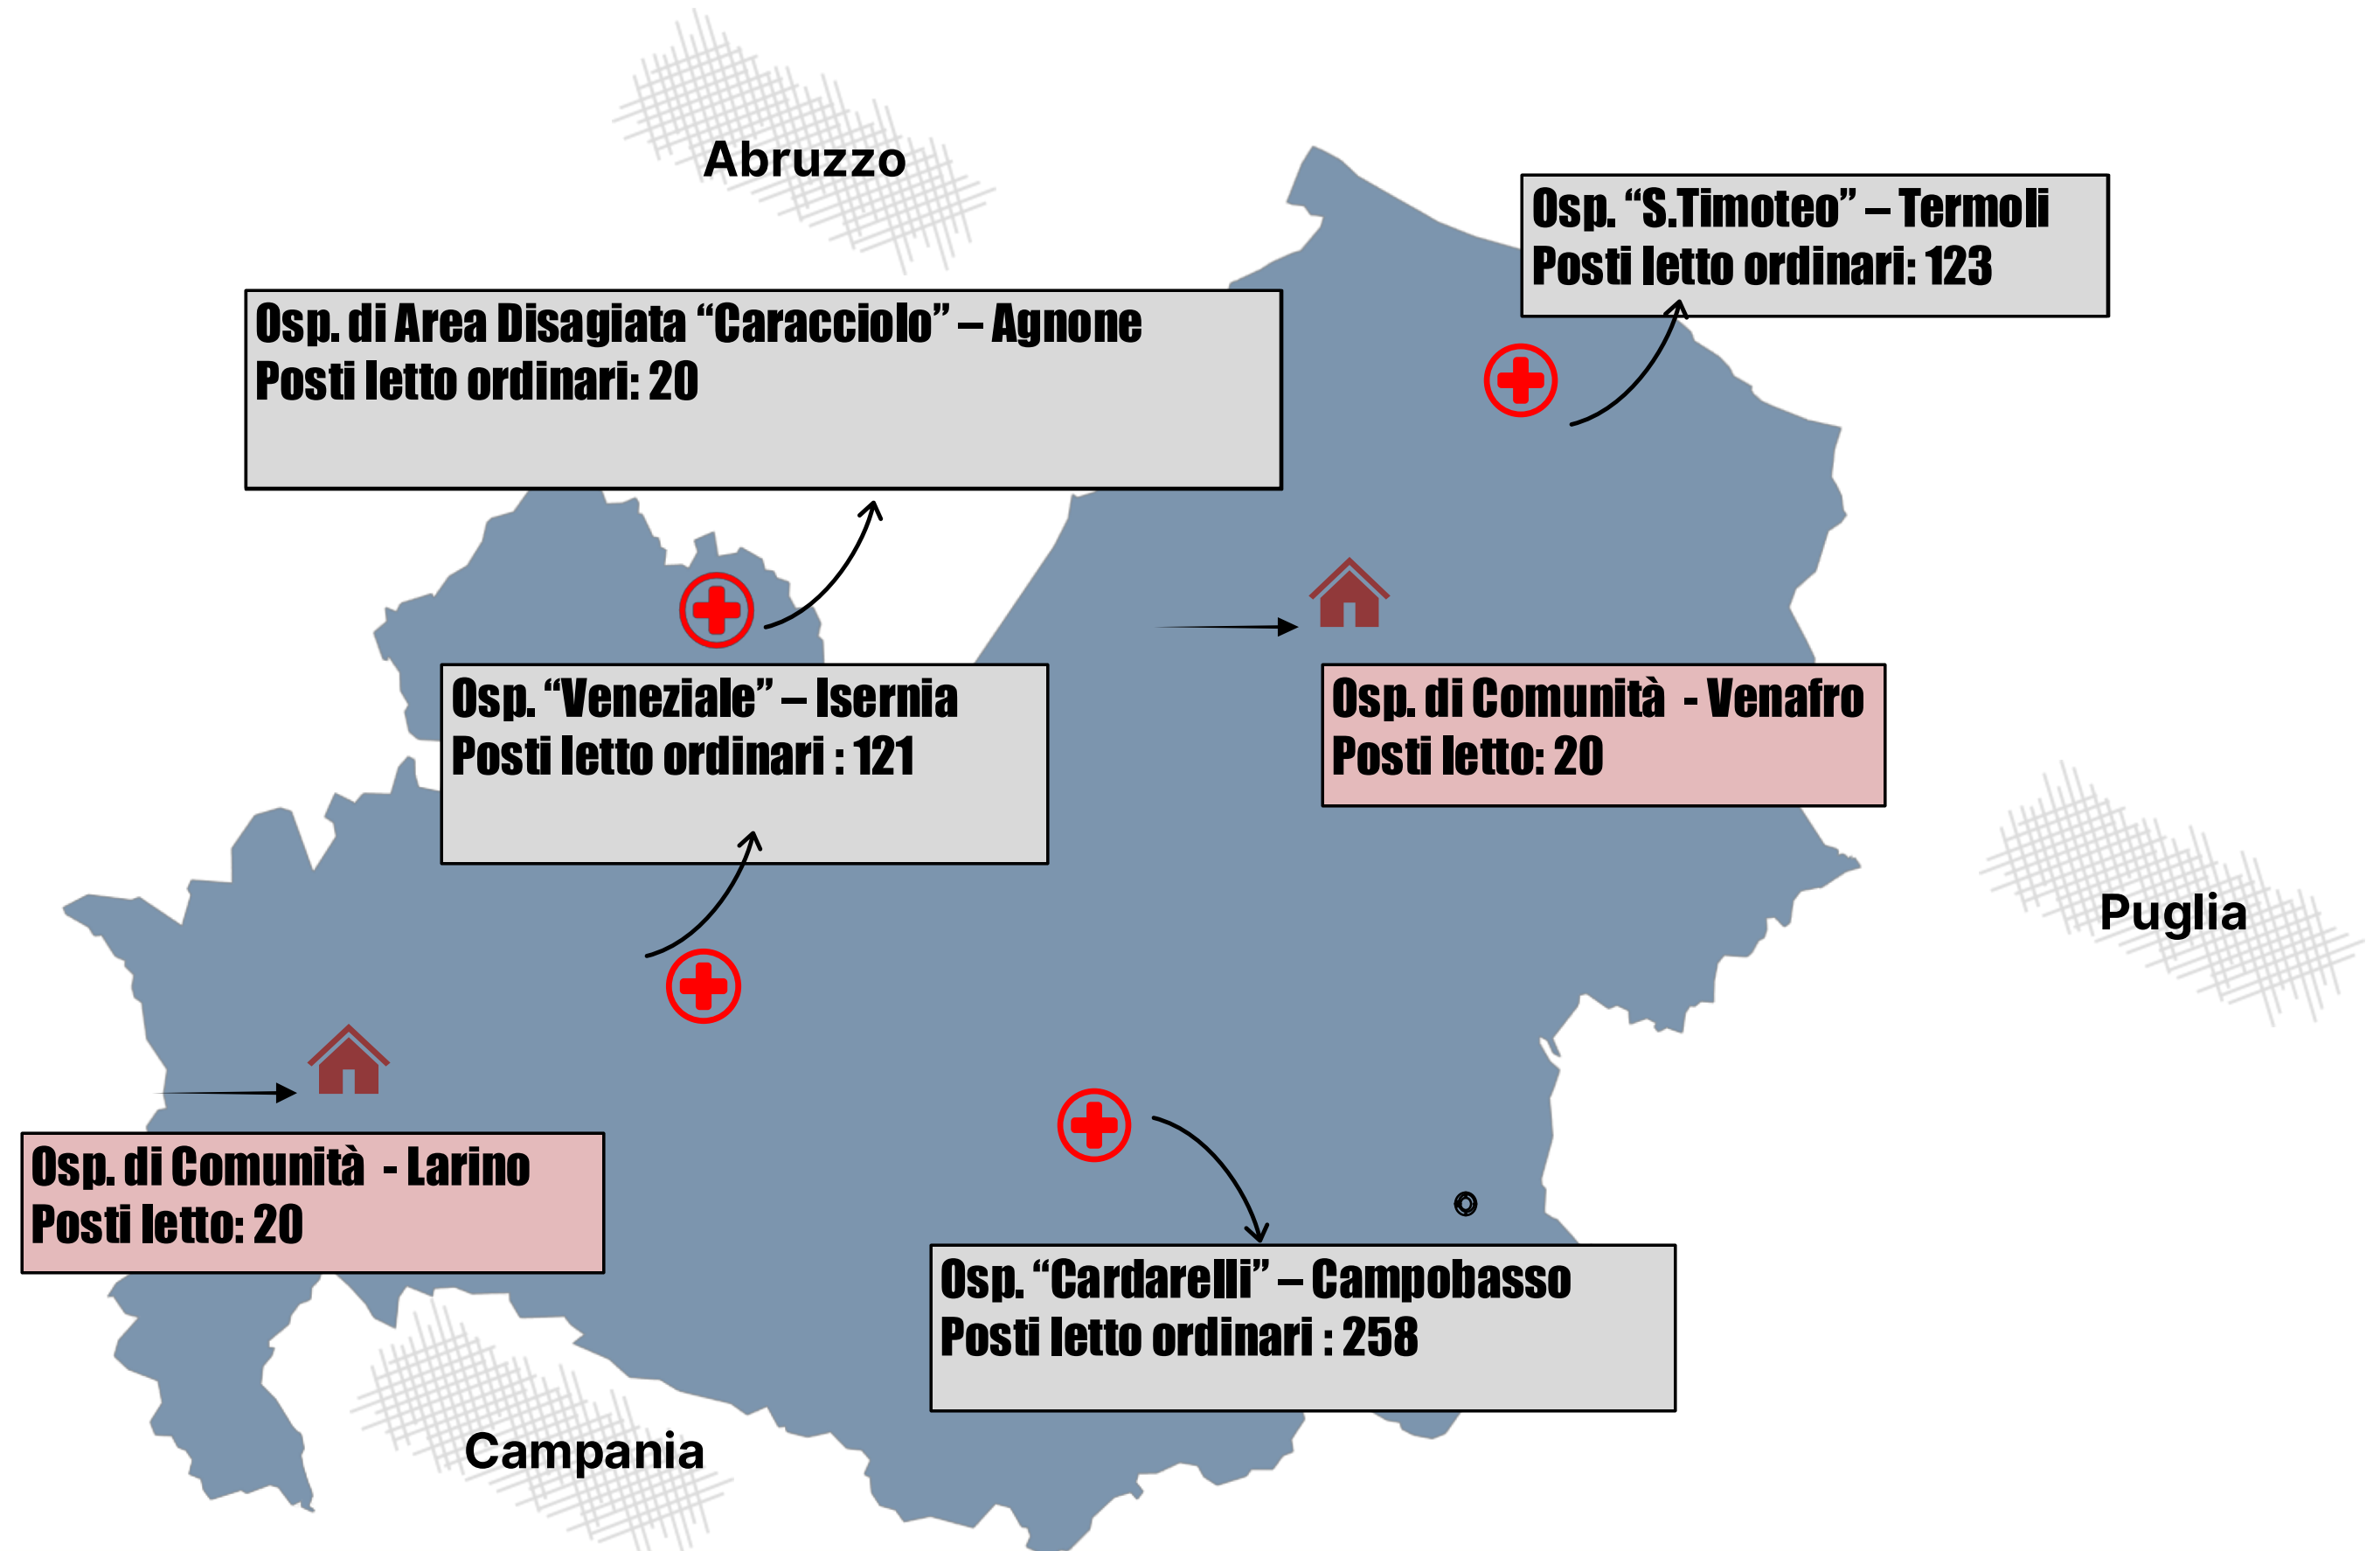 Abruzzo
Osp. “S.Timoteo” – Termoli
Posti letto ordinari: 123
Osp. di Area Disagiata “Caracciolo” – Agnone
Posti letto ordinari: 20
Osp. “Veneziale” – Isernia
Posti letto ordinari : 121
Osp. di Comunità  - Venafro
Posti letto: 20
Puglia
Osp. di Comunità  - Larino
Posti letto: 20
Osp. “Cardarelli” – Campobasso
Posti letto ordinari : 258
Campania